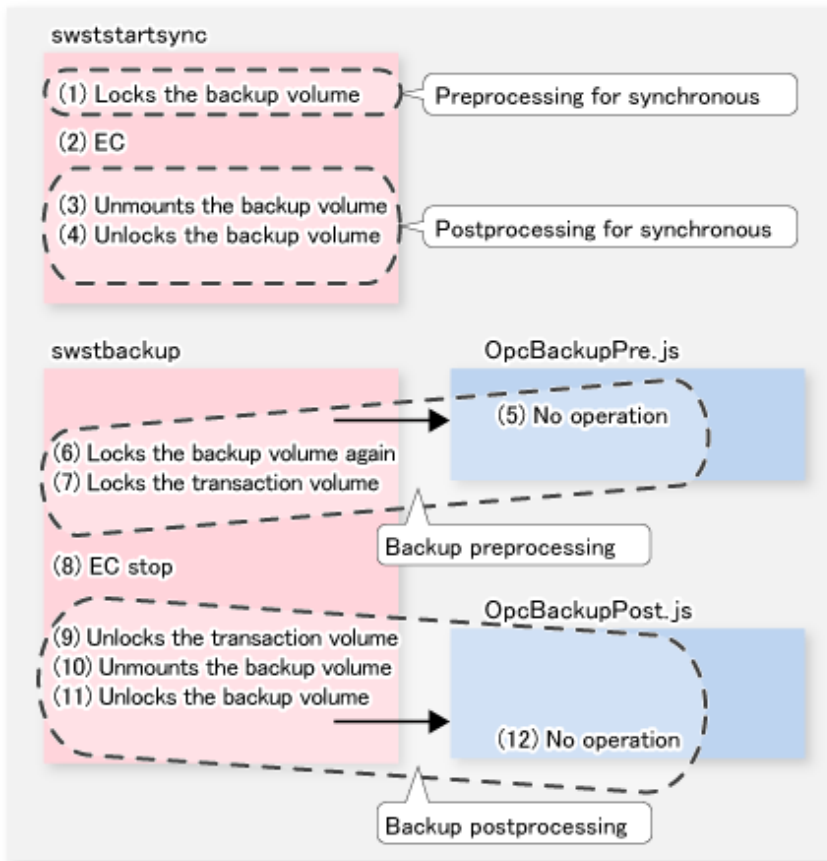 swststartsync
(1) Locks the backup volume
Preprocessing for synchronous
(2) EC
(3) Unmounts the backup volume
(4) Unlocks the backup volume
Postprocessing for synchronous
swstbackup
OpcBackupPre.js
(5) No operation
(6) Locks the backup volume again
(7) Locks the transaction volume
Backup preprocessing
(8) EC stop
OpcBackupPost.js
(9) Unlocks the transaction volume
(10) Unmounts the backup volume
(11) Unlocks the backup volume
(12) No operation
Backup postprocessing